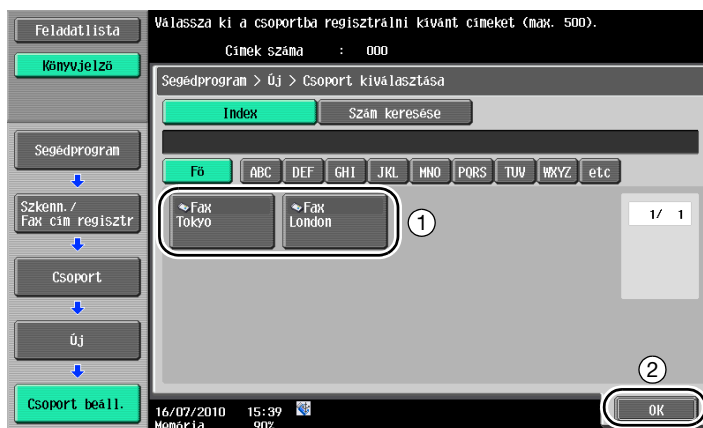 Feladatlista
Könyvjelző
Válassza ki a csoportba regisztrálni kívánt címeket (max. 500).
Címek száma : 000
Segédprogram > Új > Csoport kiválasztása
Index
Szám keresése
Fő
ABC
DEF
GHI
JKL
MNO
PQRS
TUV
WXYZ
etc
Segédprogram
Szkenn./
Fax cím regisztr
Csoport
Új
Csoport beáll.
Fax
Tokyo
Fax
London
1
1/ 1
2
OK
16/07/2010 15:39
Memória 90%